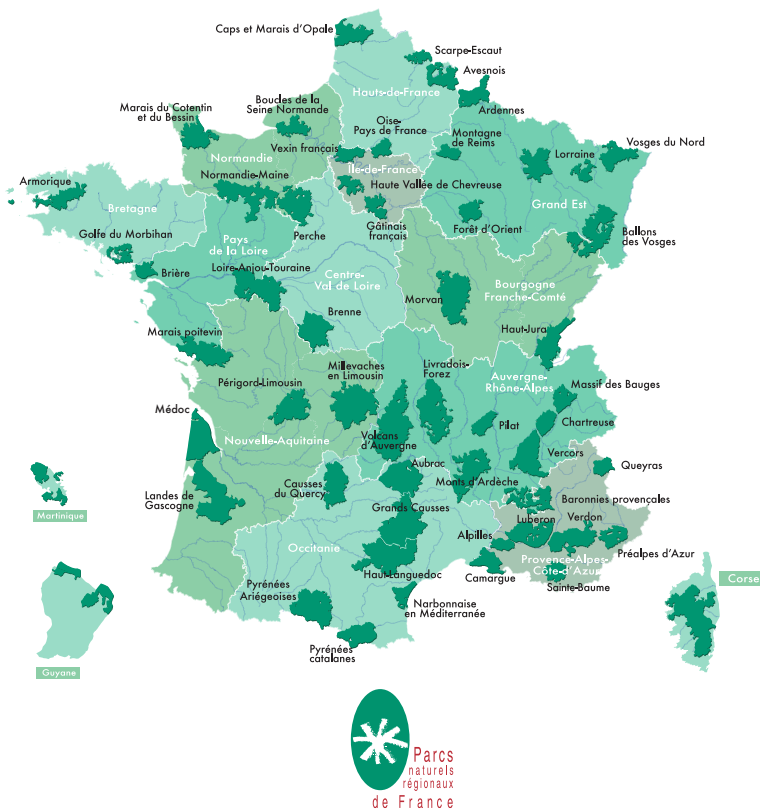 Caps et Marais d'Opale
Scarpe-Escaut
Avesnois
Hauts-de-France
Ardennes
Marais du Cotentin
et du Bessin
Boucles de la
Seine Normande
Oise-
Pays de France
Montagne
de Reims
Vosges du Nord
Vexin français
Lorraine
Normandie
Île-de-France
Normandie-Maine
Haute Vallée de Chevreuse
Armorique
Bretagne
Grand Est
Golfe du Morbihan
Perche
Gâtinais
français
Forêt d'Orient
Ballons
des Vosges
Pays
de la Loire
Brière
Loire-Anjou-Touraine
Centre-
Val de Loire
Bourgogne
Franche-Comté
Morvan
Brenne
Haut-Jura
Marais poitevin
Millevaches
en Limousin
Livradois-
Forez
Auvergne-
Rhône-Alpes
Périgord-Limousin
Massif des Bauges
Médoc
Pilat
Chartreuse
Nouvelle-Aquitaine
Volcans
d'Auvergne
Vercors
Aubrac
Queyras
Causses
du Quercy
Monts d'Ardèche
Landes de
Gascogne
Baronnies provençales
Grands Causses
Luberon
Verdon
Martinique
Occitanie
Alpilles
Préalpes d'Azur
Provence-Alpes-
Côte-d'Azur
Haut-Languedoc
Camargue
Corse
Pyrénées
Ariégeoises
Sainte-Baume
Narbonnaise
en Méditerranée
Pyrénées
catalanes
Guyane
Parcs
naturels
régionaux
de France